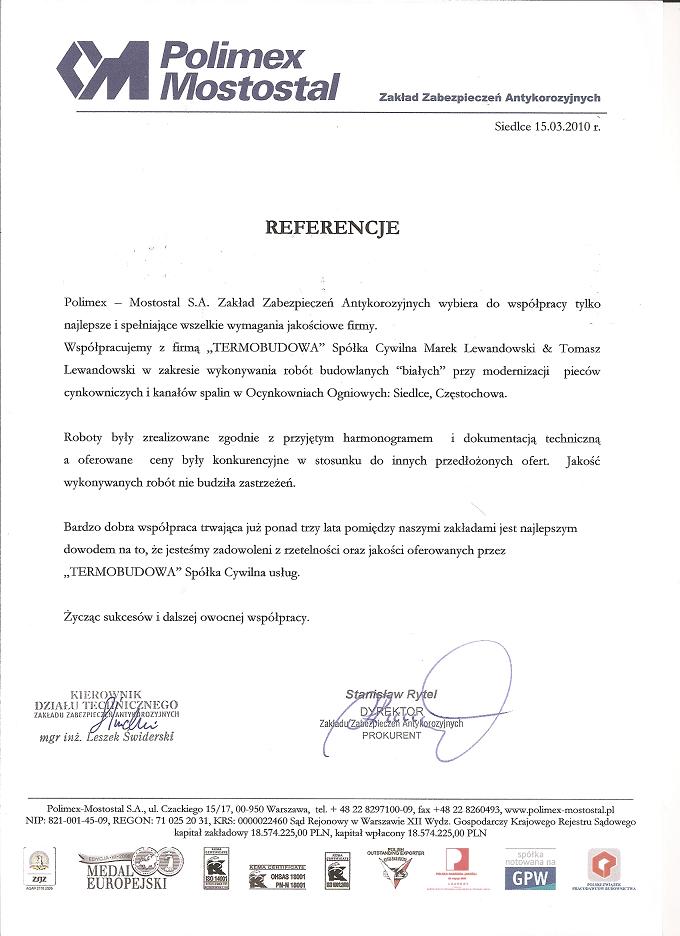 Polimex
Mostostal
Zakład Zabezpieczeń Antykorozyjnych
Siedlce 15.03.2010 r.
REFERENCJE
Polimex – Mostostal S.A. Zakład Zabezpieczeń Antykorozyjnych wybiera do współpracy tylko
najlepsze i spełniające wszelkie wymagania jakościowe firmy.
Współpracujemy z firmą „TERMOBUDOWA” Spółka Cywilna Marek Lewandowski & Tomasz
Lewandowski w zakresie wykonywania robót budowlanych “białych” przy modernizacji pieców
cynkowniczych i kanałów spalin w Ocynkowniach Ogniowych: Siedlce, Częstochowa.
Roboty były zrealizowane zgodnie z przyjętym harmonogramem i dokumentacją techniczną
a oferowane ceny były konkurencyjne w stosunku do innych przedłożonych ofert. Jakość
wykonywanych robót nie budziła zastrzeżeń.
Bardzo dobra współpraca trwająca już ponad trzy lata pomiędzy naszymi zakładami jest najlepszym
dowodem na to, że jesteśmy zadowoleni z rzetelności oraz jakości oferowanych przez
„TERMOBUDOWA” Spółka Cywilna usług.
Życząc sukcesów i dalszej owocnej współpracy.
KIEROWNIK
DZIAŁU TECHNICZNEGO
ZAKŁADU ZABEZPIECZEŃ ANTYKOROZYJNYCH
mgr inż. Leszek Świderski
Stanisław Rytel
DYREKTOR
Zakładu Zabezpieczeń Antykorozyjnych
PROKURENT
Polimex-Mostostal S.A., ul. Czackiego 15/17, 00-950 Warszawa, tel. + 48 22 8297100-09, fax +48 22 8260493, www.polimex-mostostal.pl
NIP: 821-001-45-09, REGON: 71 025 20 31, KRS: 0000022460 Sąd Rejonowy w Warszawie XII Wydz. Gospodarczy Krajowego Rejestru Sądowego
kapitał zakładowy 18.574.225,00 PLN, kapitał wpłacony 18.574.225,00 PLN
MEDAL
EUROPEJSKI
KEMA CERTIFICATE
ISO 14001
KEMA CERTIFICATE
OHSAS 18001
PN-N 18001
OUTSTANDING EXPORTER
spółka
notowana na
GPW
POLSKI ZWIĄZEK
PRACODAWCÓW BUDOWNICTWA